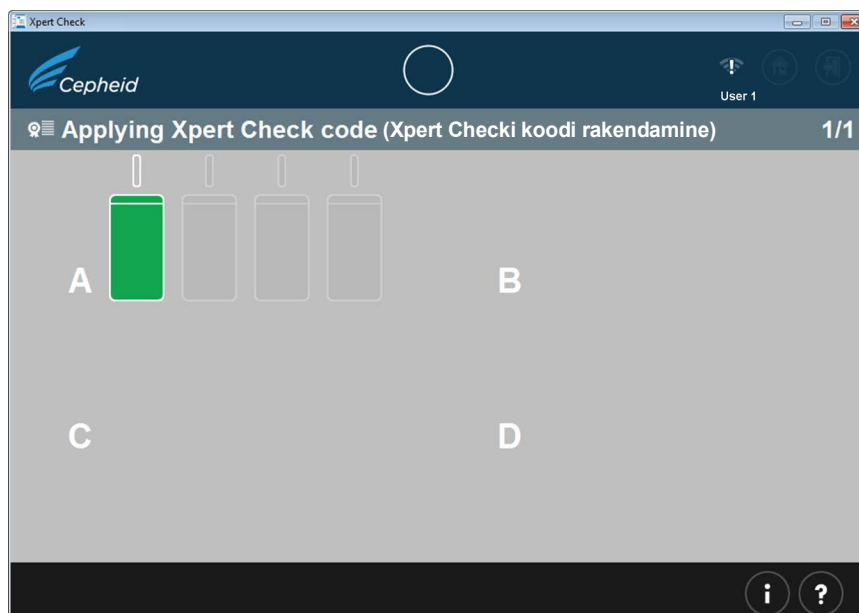 Xpert Check
Cepheid
User 1
Applying Xpert Check code (Xpert Checki koodi rakendamine) 1/1
A
B
C
D
i ?